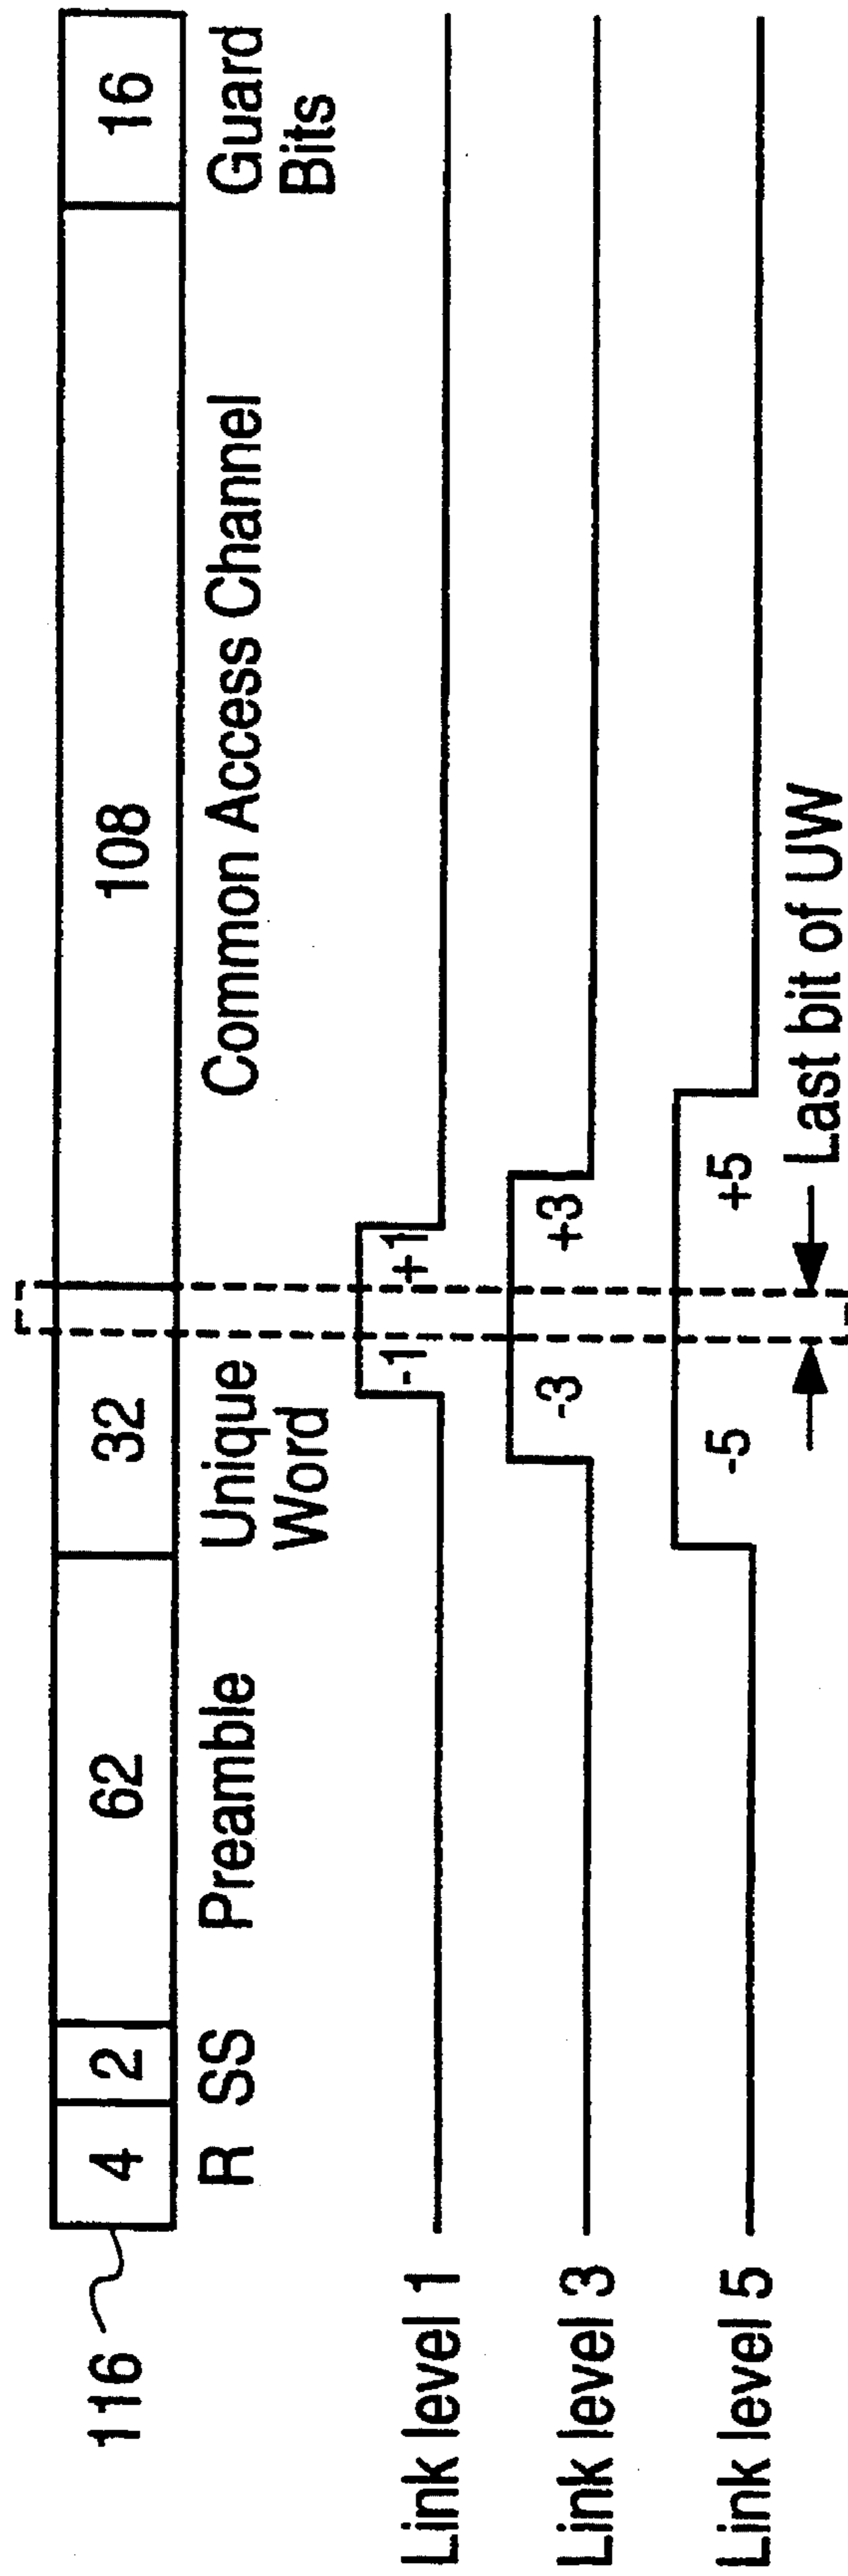 116
4 2 62 32 108 16
R SS Preamble Unique Word Common Access Channel Guard Bits
Link level 1
-1 +1
Link level 3
-3 +3
Link level 5
-5 +5
Last bit of UW